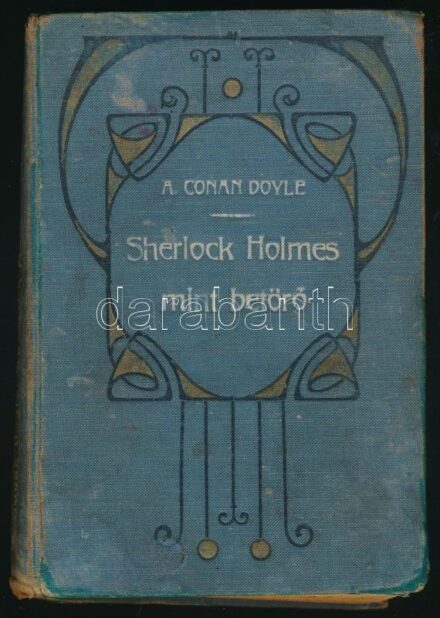 A. CONAN DOYLE
Sherlock Holmes
mint betörő
darabanth